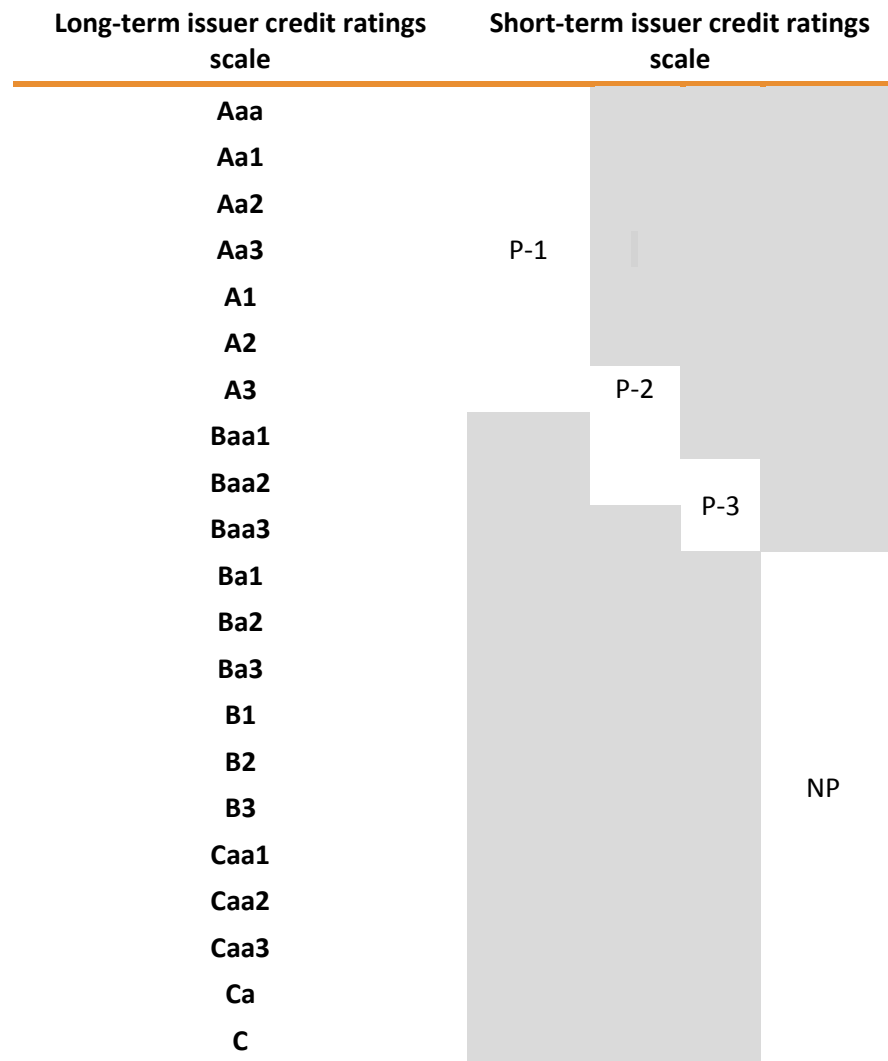 Long-term issuer credit ratings scale
Short-term issuer credit ratings scale
Aaa
Aa1
Aa2
Aa3 P-1
A1
A2
A3 P-2
Baa1
Baa2
P-3
Baa3
Ba1
Ba2
Ba3
B1
B2
NP
B3
Caa1
Caa2
Caa3
Ca
C